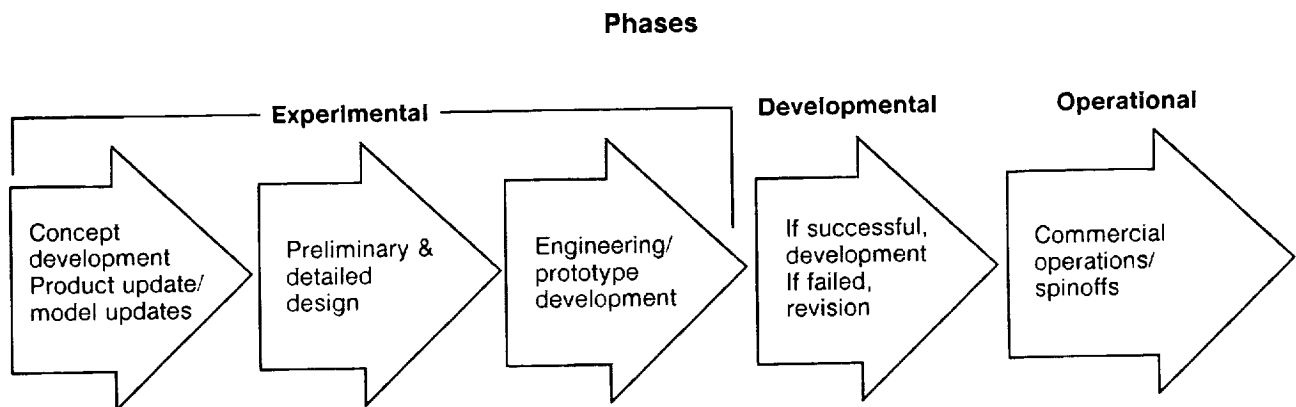 Phases
Experimental
Developmental
Operational
Concept
development
Product update/
model updates
Preliminary &
detailed
design
Engineering/
prototype
development
If successful,
development
If failed,
revision
Commercial
operations/
spinoffs